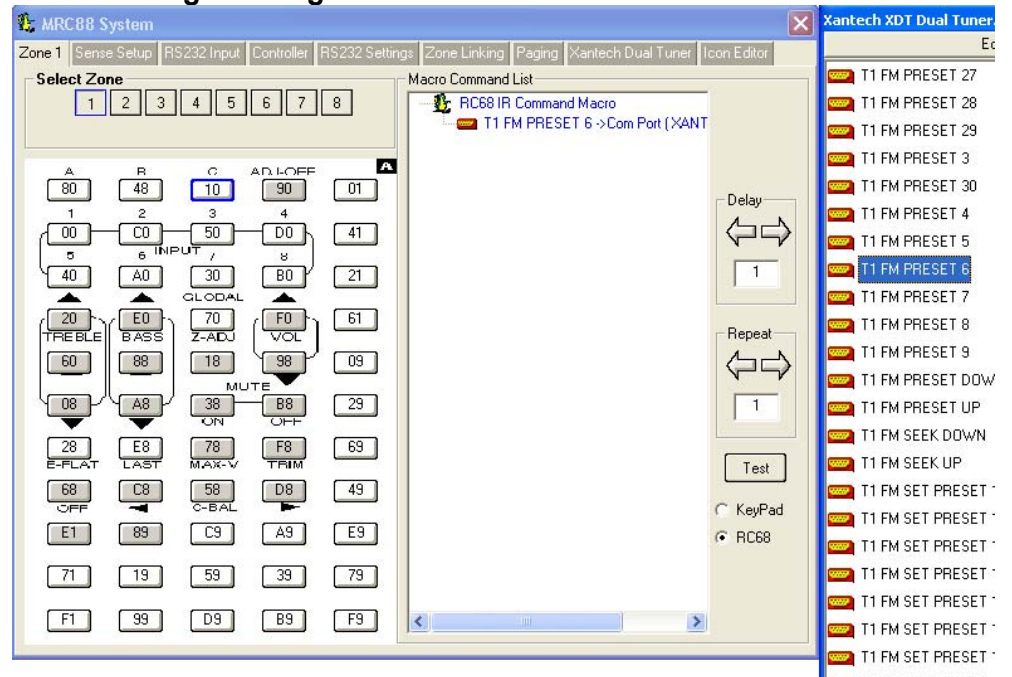 MRC88 System
Zone 1 Sense Setup RS232 Input Controller RS232 Settings Zone Linking Paging Xantech Dual Tuner Icon Editor
Select Zone
1 2 3 4 5 6 7 8
A B C ADJ-OFF A
80 48 10 90 01
1 2 3 4
00 C0 50 D0 41
5 6 INPUT 7 8
40 A0 30 B0 21
GLOBAL
20 E0 70 F0 61
TREBLE BASS Z-ADJ VOL
60 88 18 98 09
MUTE
08 A8 38 B8 29
ON OFF
28 E8 78 F8 69
E-FLAT LAST MAX-V TRIM
68 C8 58 D8 49
OFF C-BAL
E1 89 C9 A9 E9
71 19 59 39 79
F1 99 D9 B9 F9
Macro Command List
RC68 IR Command Macro
T1 FM PRESET 6 ->Com Port ( XANT
Delay
1
Repeat
1
Test
KeyPad
RC68
Xantech XDT Dual Tuner.
T1 FM PRESET 27
T1 FM PRESET 28
T1 FM PRESET 29
T1 FM PRESET 3
T1 FM PRESET 30
T1 FM PRESET 4
T1 FM PRESET 5
T1 FM PRESET 6
T1 FM PRESET 7
T1 FM PRESET 8
T1 FM PRESET 9
T1 FM PRESET DOW
T1 FM PRESET UP
T1 FM SEEK DOWN
T1 FM SEEK UP
T1 FM SET PRESET
T1 FM SET PRESET
T1 FM SET PRESET
T1 FM SET PRESET
T1 FM SET PRESET
T1 FM SET PRESET
T1 FM SET PRESET